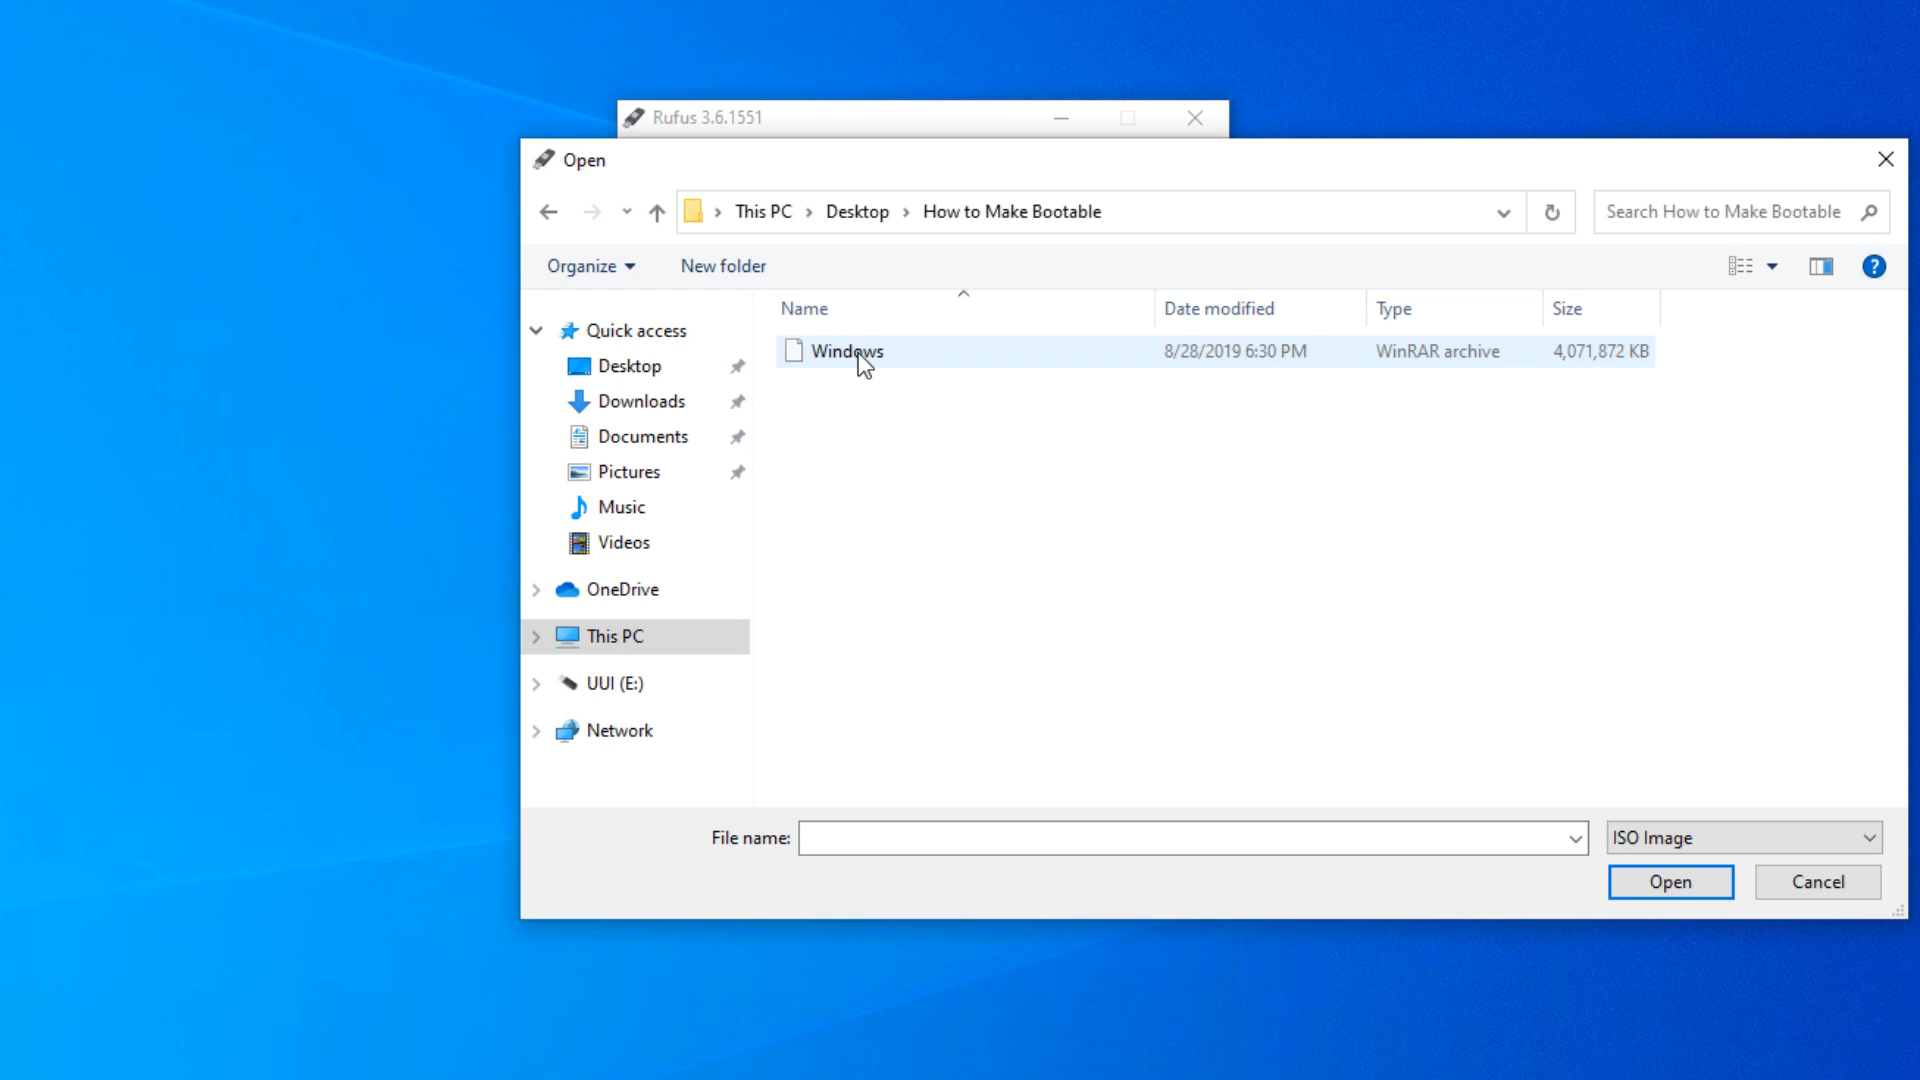 Rufus 3.6.1551
Open
This PC > Desktop > How to Make Bootable
Search How to Make Bootable
Organize
New folder
?
Name
Date modified
Type
Size
Windows
8/28/2019 6:30 PM
WinRAR archive
4,071,872 KB
Quick access
Desktop
Downloads
Documents
Pictures
Music
Videos
OneDrive
This PC
UUI (E:)
Network
File name:
ISO Image
Open
Cancel